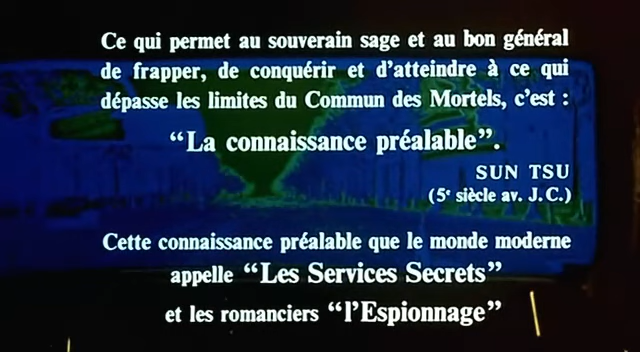 Ce qui permet au souverain sage et au bon général
de frapper, de conquérir et d'atteindre à ce qui
dépasse les limites du Commun des Mortels, c'est :
“La connaissance préalable”.
SUN TSU
(5e siècle av. J.C.)
Cette connaissance préalable que le monde moderne
appelle “Les Services Secrets”
et les romanciers “l'Espionnage”